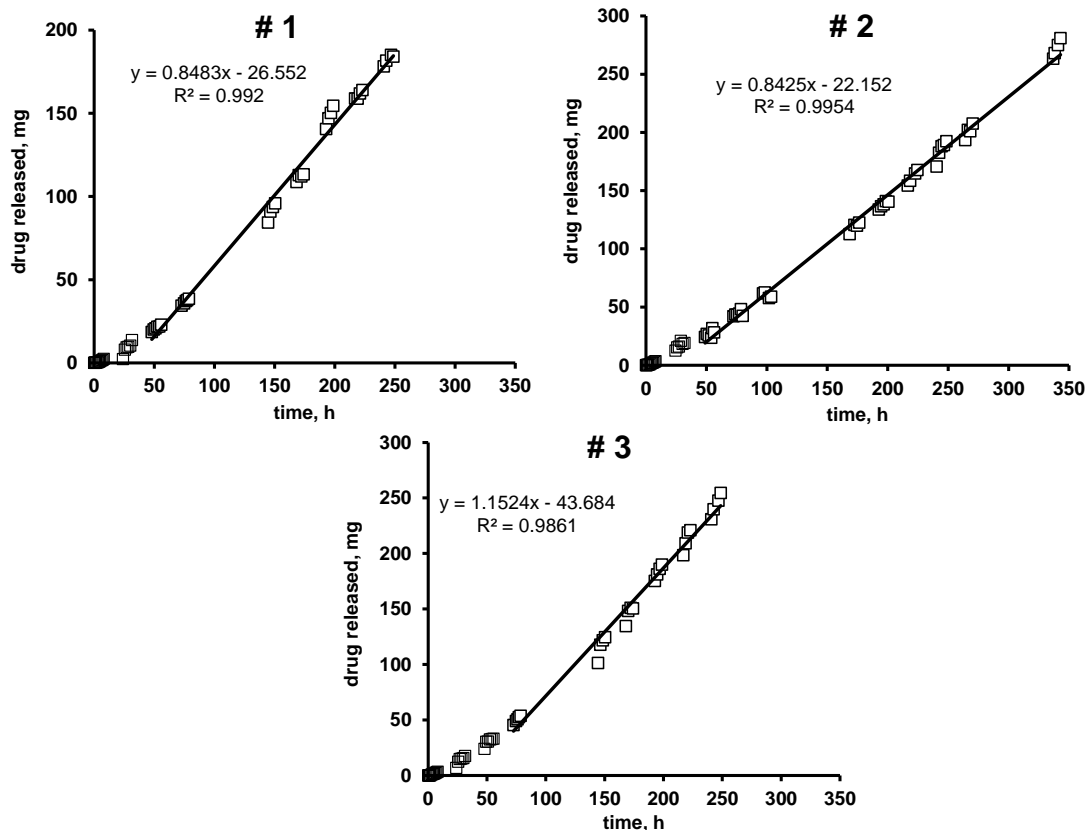 # 1
y = 0.8483x - 26.552
R² = 0.992
drug released, mg
200
150
100
50
0
0 50 100 150 200 250 300 350
time, h
# 2
y = 0.8425x - 22.152
R² = 0.9954
drug released, mg
300
250
200
150
100
50
0
0 50 100 150 200 250 300 350
time, h
# 3
y = 1.1524x - 43.684
R² = 0.9861
drug released, mg
300
250
200
150
100
50
0
0 50 100 150 200 250 300 350
time, h